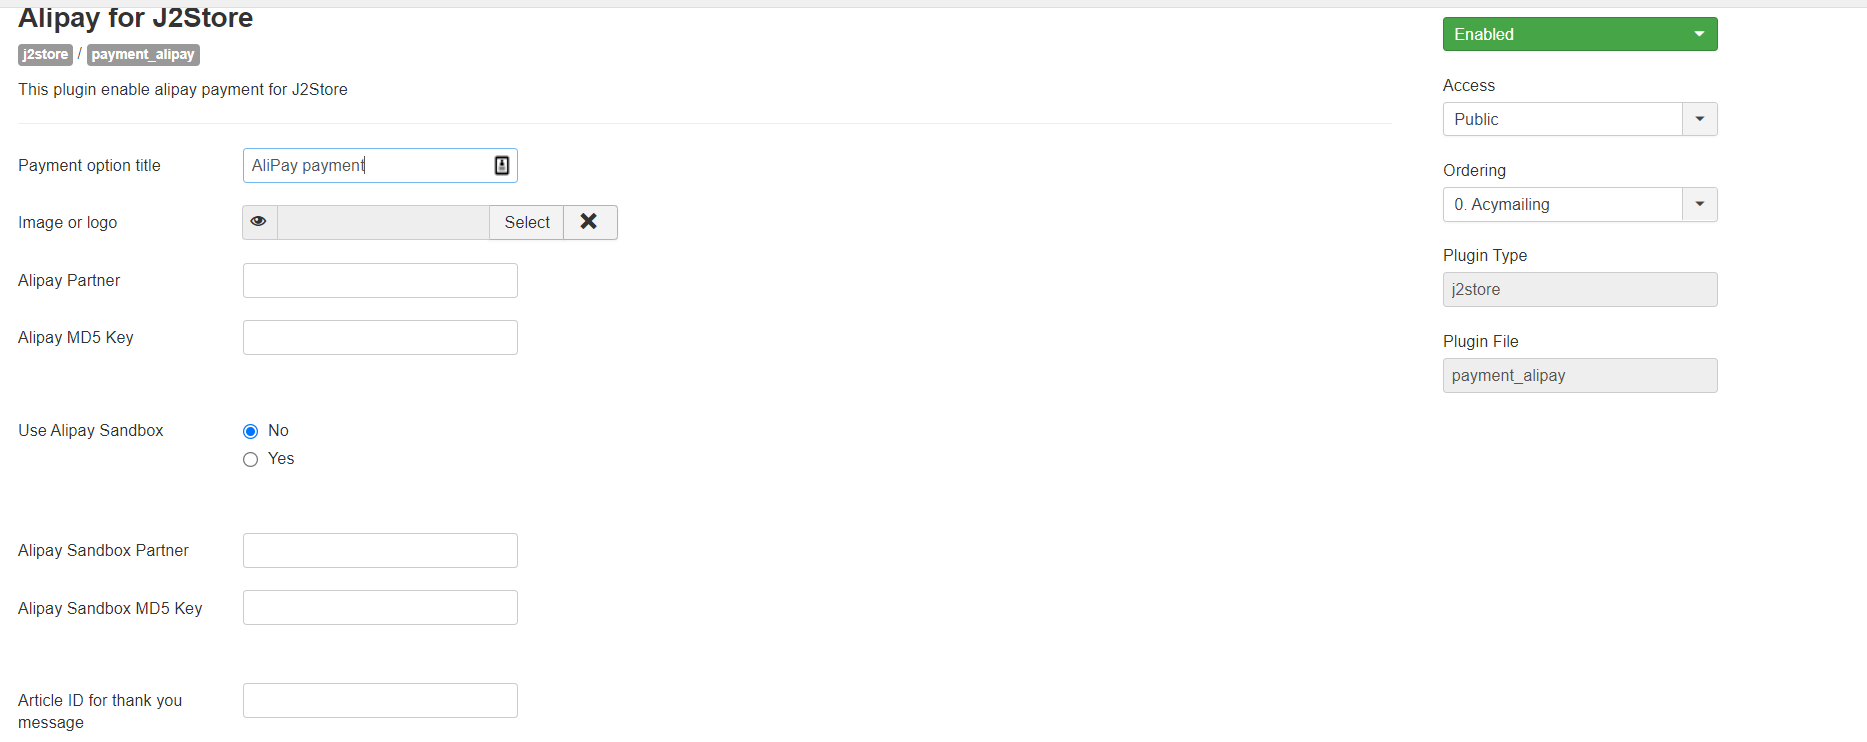 Alipay for J2Store
j2store / payment_alipay
This plugin enable alipay payment for J2Store
Payment option title
AliPay payment
Image or logo
Select
Alipay Partner
Alipay MD5 Key
Use Alipay Sandbox
No
Yes
Alipay Sandbox Partner
Alipay Sandbox MD5 Key
Article ID for thank you
message
Enabled
Access
Public
Ordering
0. Acymailing
Plugin Type
j2store
Plugin File
payment_alipay